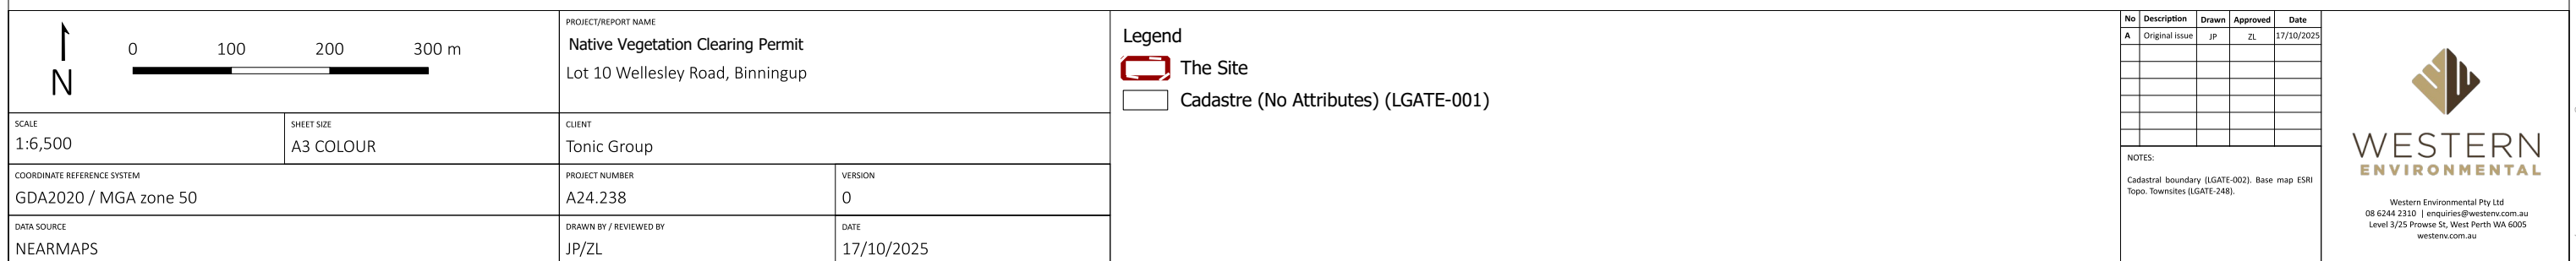 N
0 100 200 300 m
SCALE
1:6,500
SHEET SIZE
A3 COLOUR
COORDINATE REFERENCE SYSTEM
GDA2020 / MGA zone 50
DATA SOURCE
NEARMAPS
PROJECT/REPORT NAME
Native Vegetation Clearing Permit
Lot 10 Wellesley Road, Binningup
CLIENT
Tonic Group
PROJECT NUMBER
A24.238
VERSION
0
DRAWN BY / REVIEWED BY
JP/ZL
DATE
17/10/2025
Legend
The Site
Cadastre (No Attributes) (LGATE-001)
No Description Drawn Approved Date
A Original issue JP ZL 17/10/2025
NOTES:
Cadastral boundary (LGATE-002). Base map ESRI
Topo. Townsites (LGATE-248).
WESTERN
ENVIRONMENTAL
Western Environmental Pty Ltd
08 6244 2310 | enquiries@westenv.com.au
Level 3/25 Prowse St, West Perth WA 6005
westenv.com.au